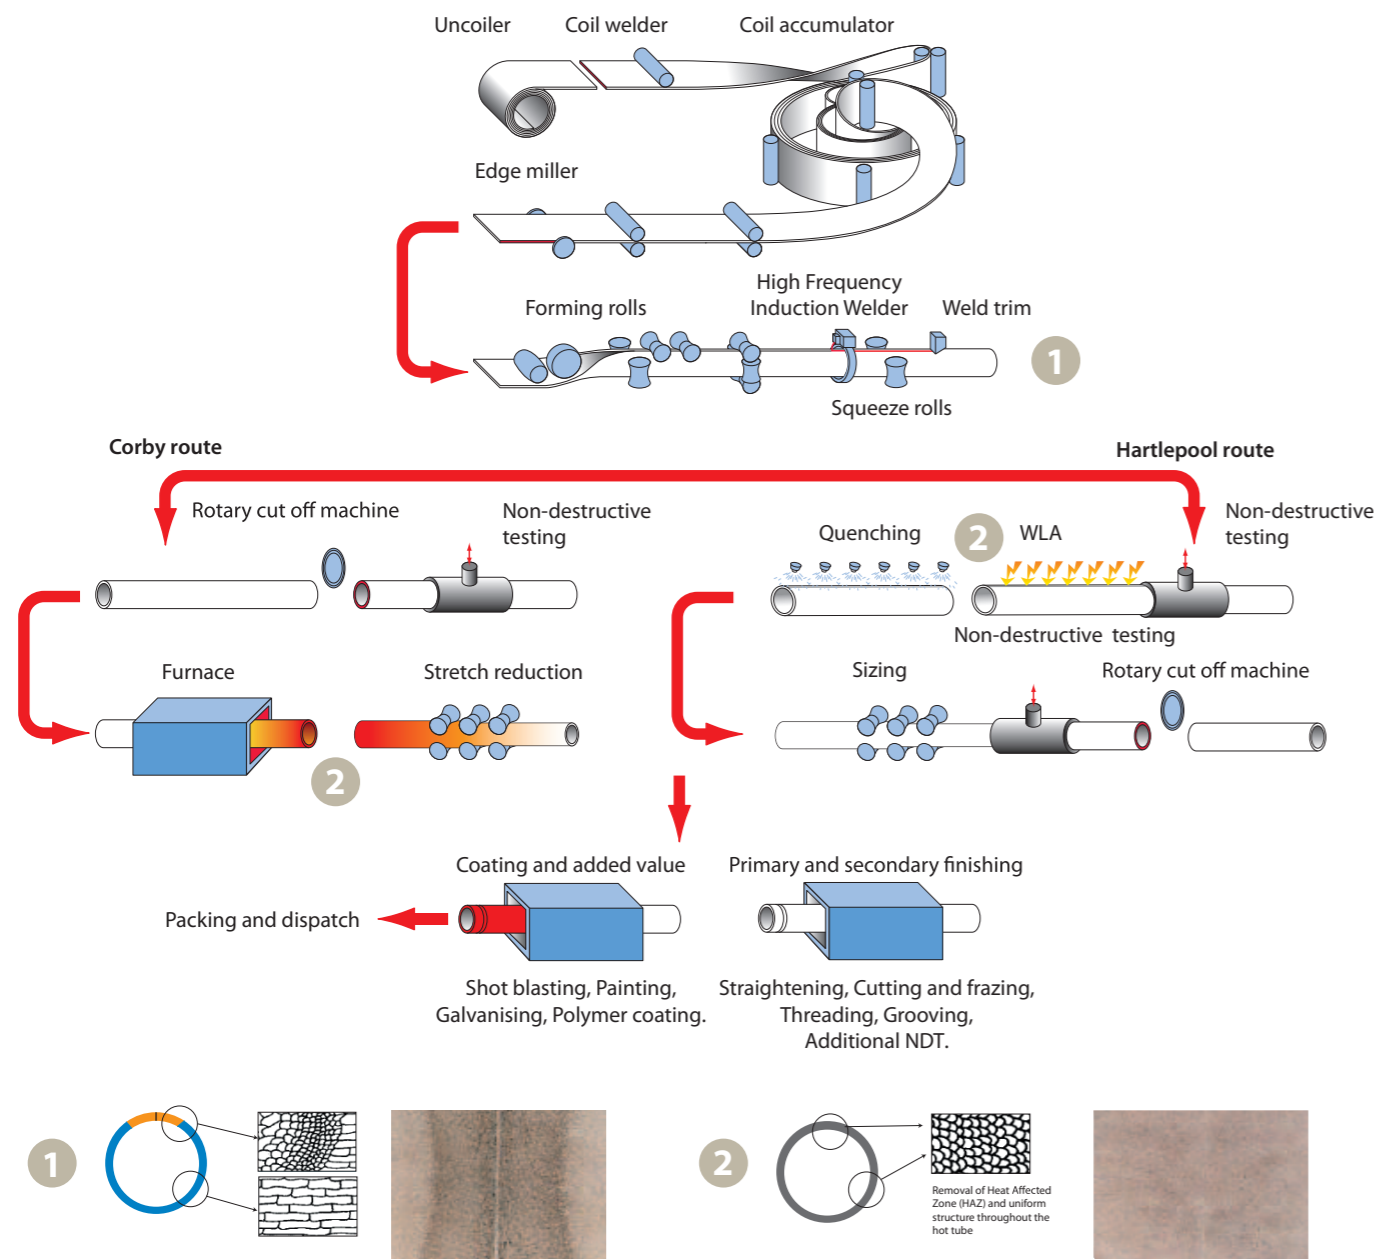 Uncoiler
Coil welder
Coil accumulator
Edge miller
High Frequency
Induction Welder
Forming rolls
Weld trim
1
Squeeze rolls
Corby route
Hartlepool route
Rotary cut off machine
Non-destructive
testing
Quenching
2
WLA
Non-destructive
testing
Non-destructive testing
Furnace
Stretch reduction
2
Sizing
Rotary cut off machine
Coating and added value
Primary and secondary finishing
Packing and dispatch
Shot blasting, Painting,
Galvanising, Polymer coating.
Straightening, Cutting and frazing,
Threading, Grooving,
Additional NDT.
1
2
Removal of Heat Affected
Zone (HAZ) and uniform
structure throughout the
hot tube